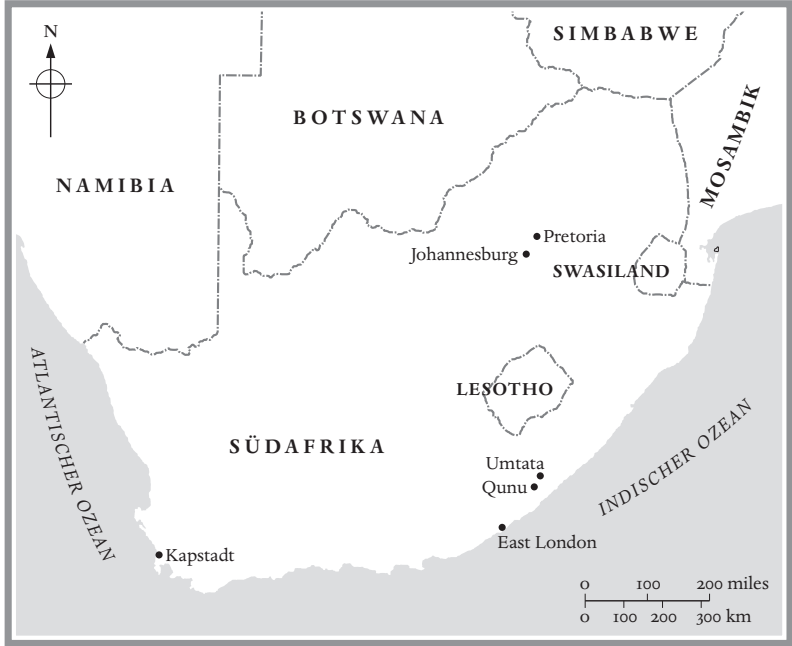 N
SIMBABWE
BOTSWANA
MOSAMBIK
NAMIBIA
Pretoria
Johannesburg
SWASILAND
ATLANTISCHER OZEAN
LESOTHO
SÜDAFRIKA
INDISCHER OZEAN
Umtata
Qunu
East London
Kapstadt
0 100 200 miles
0 100 200 300 km